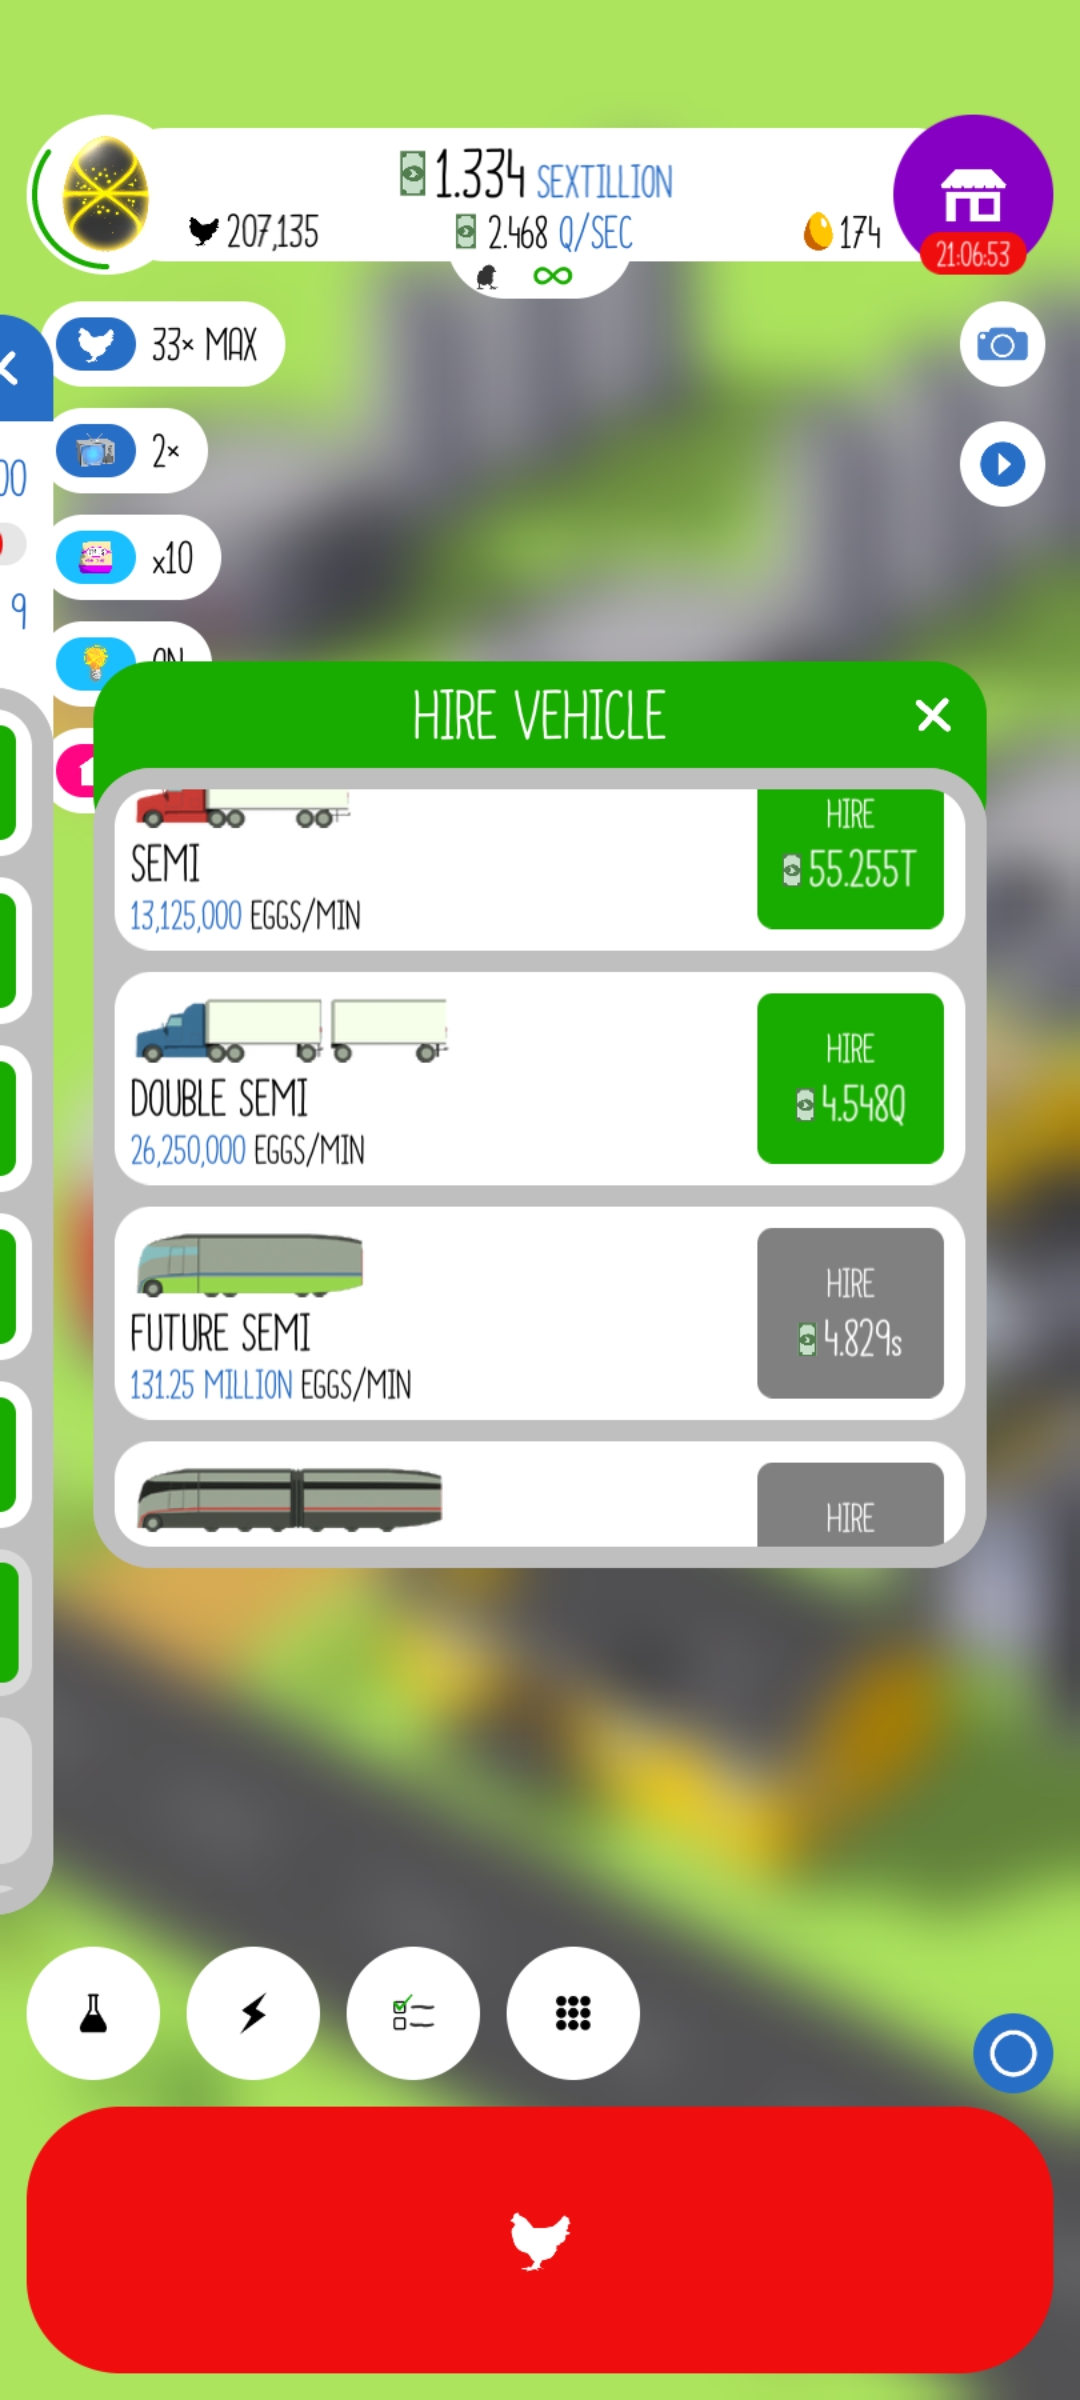 1.334 SEXTILLION
207,135
2.468 Q/SEC
174
21:06:53
33× MAX
2×
00
x10
9
ON
HIRE VEHICLE
HIRE
55.255T
SEMI
13,125,000 EGGS/MIN
HIRE
4.548Q
DOUBLE SEMI
26,250,000 EGGS/MIN
HIRE
4.829s
FUTURE SEMI
131.25 MILLION EGGS/MIN
HIRE